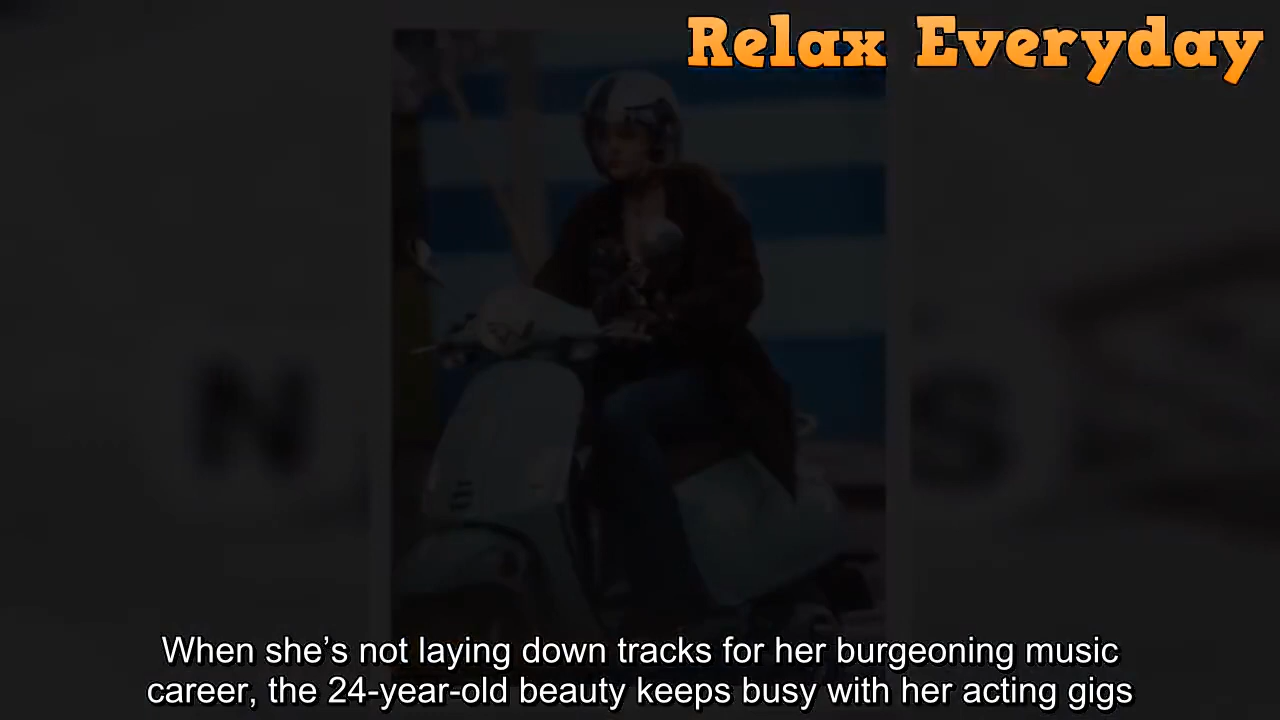 Relax Everyday
N S
When she’s not laying down tracks for her burgeoning music
career, the 24-year-old beauty keeps busy with her acting gigs